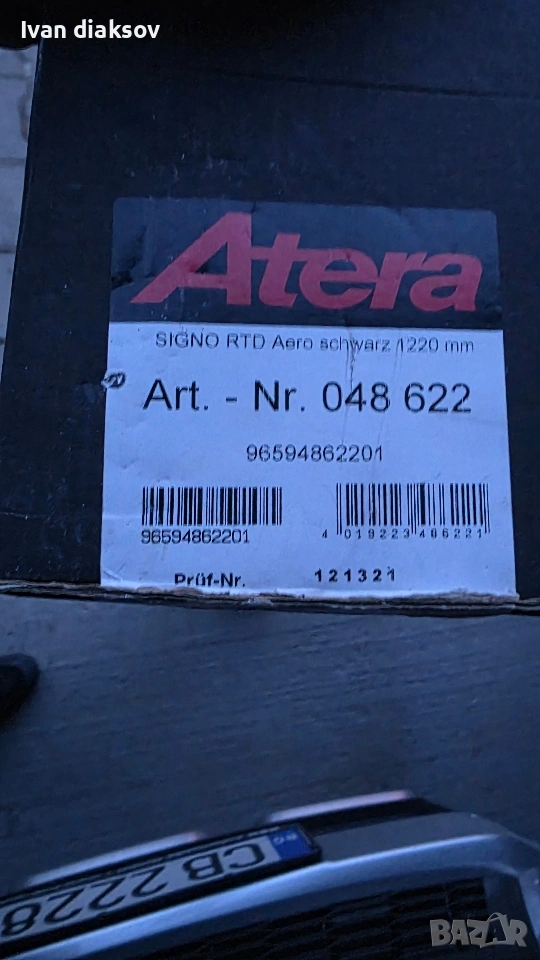 Ivan diaksov
Atera
SIGNO RTD Aero schwarz 1220 mm
Art. - Nr. 048 622
96594862201
96594862201
4 019223 486221
Prüf-Nr. 121321
BG
CB 2228
BAZAR